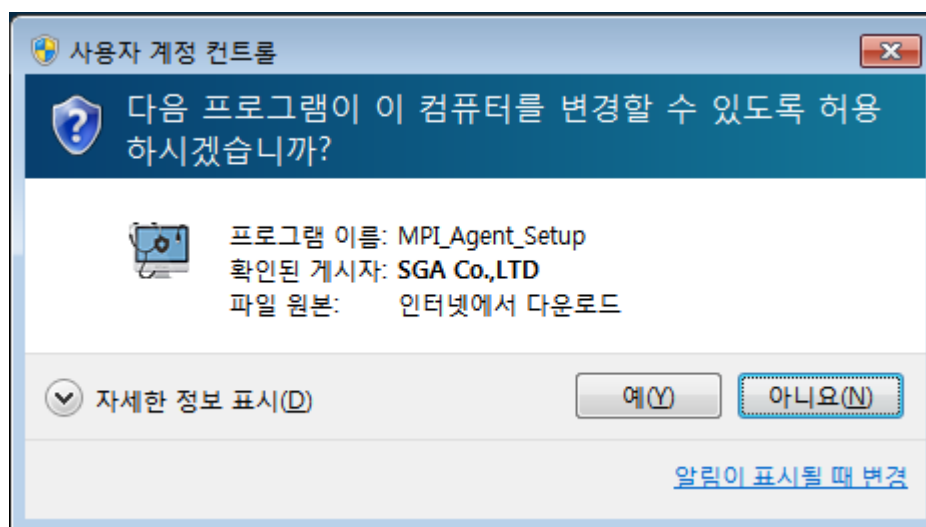 사용자 계정 컨트롤
다음 프로그램이 이 컴퓨터를 변경할 수 있도록 허용
하시겠습니까?
프로그램 이름: MPI_Agent_Setup
확인된 게시자: SGA Co.,LTD
파일 원본: 인터넷에서 다운로드
자세한 정보 표시(D)
예(Y)
아니요(N)
알림이 표시될 때 변경